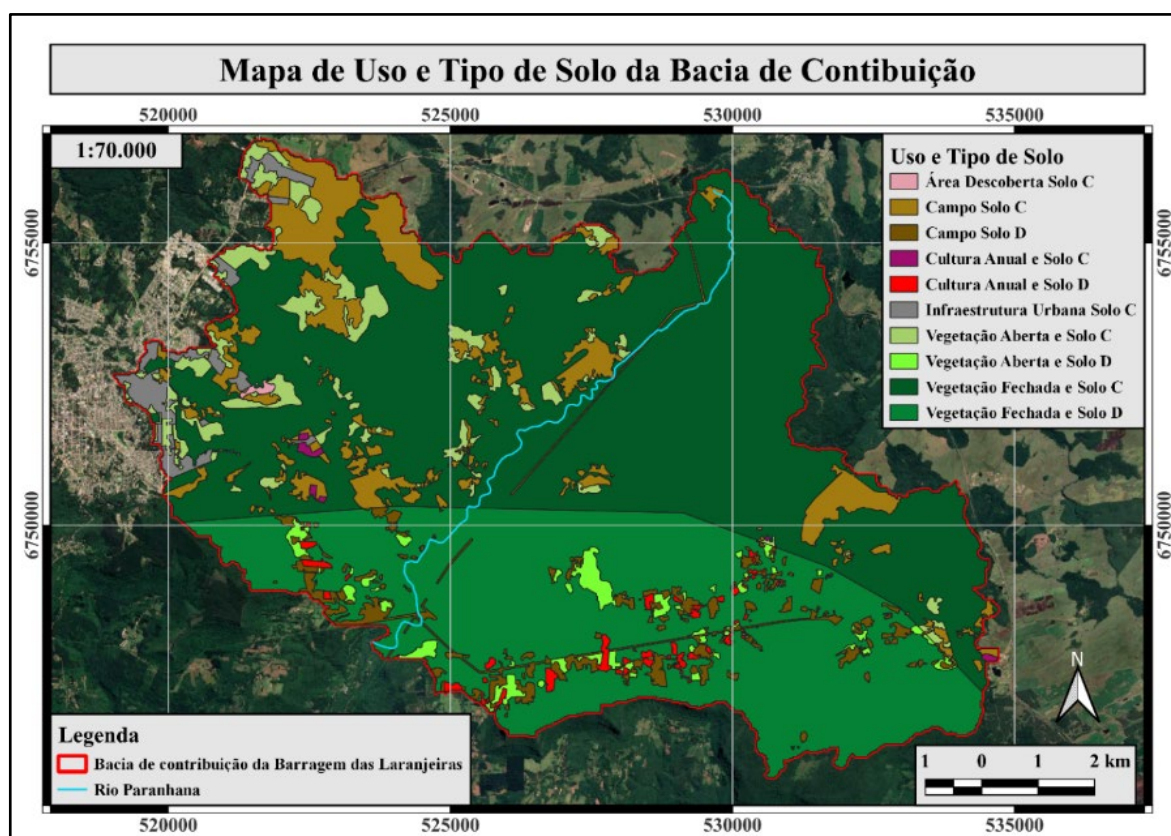 Mapa de Uso e Tipo de Solo da Bacia de Contibuição
520000 525000 530000 535000
1:70.000
Uso e Tipo de Solo
Área Descoberta Solo C
Campo Solo C
Campo Solo D
Cultura Anual e Solo C
Cultura Anual e Solo D
Infraestrutura Urbana Solo C
Vegetação Aberta e Solo C
Vegetação Aberta e Solo D
Vegetação Fechada e Solo C
Vegetação Fechada e Solo D
6755000 6755000
6750000 6750000
N
Legenda
Bacia de contribuição da Barragem das Laranjeiras
Rio Paranhana
1 0 1 2 km
520000 525000 530000 535000